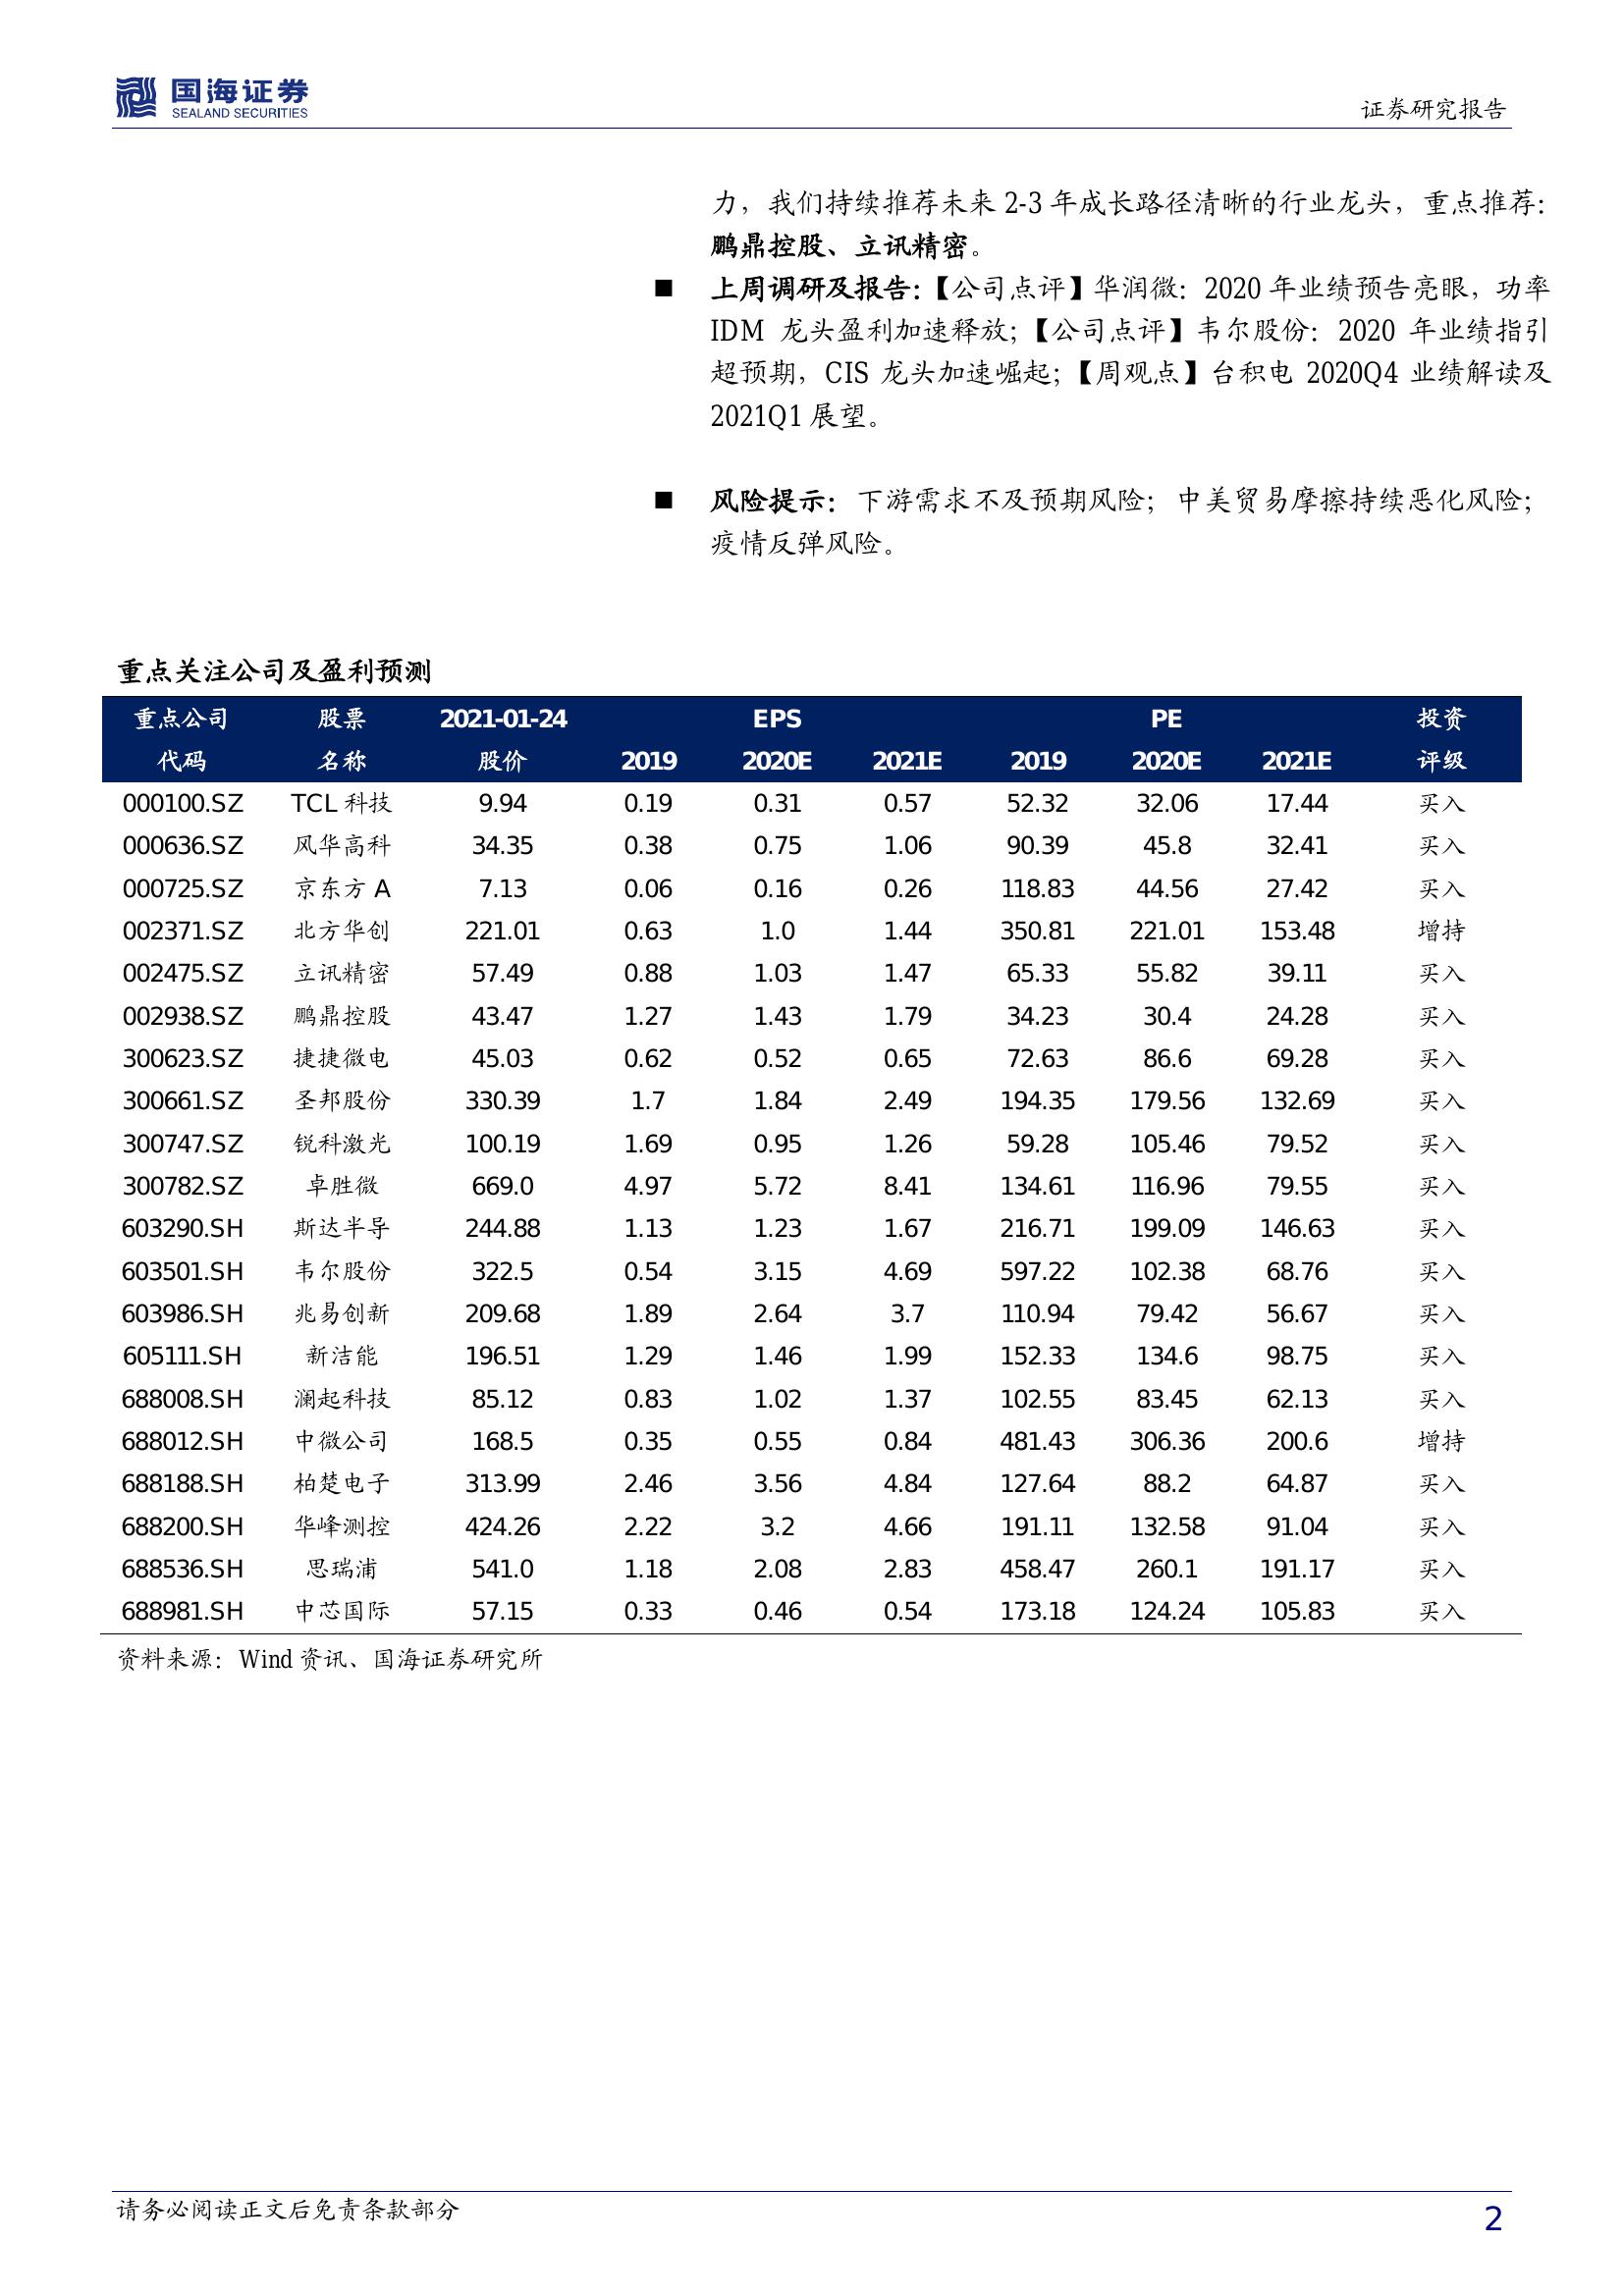 国海证券
SEALAND SECURITIES
证券研究报告
力，我们持续推荐未来 2-3 年成长路径清晰的行业龙头，重点推荐：
鹏鼎控股、立讯精密。
■ 上周调研及报告：【公司点评】华润微：2020 年业绩预告亮眼，功率
IDM 龙头盈利加速释放；【公司点评】韦尔股份：2020 年业绩指引
超预期，CIS 龙头加速崛起；【周观点】台积电 2020Q4 业绩解读及
2021Q1 展望。
■ 风险提示：下游需求不及预期风险；中美贸易摩擦持续恶化风险；
疫情反弹风险。
重点关注公司及盈利预测
重点公司 股票 2021-01-24 EPS PE 投资
代码 名称 股价 2019 2020E 2021E 2019 2020E 2021E 评级
000100.SZ TCL 科技 9.94 0.19 0.31 0.57 52.32 32.06 17.44 买入
000636.SZ 风华高科 34.35 0.38 0.75 1.06 90.39 45.8 32.41 买入
000725.SZ 京东方 A 7.13 0.06 0.16 0.26 118.83 44.56 27.42 买入
002371.SZ 北方华创 221.01 0.63 1.0 1.44 350.81 221.01 153.48 增持
002475.SZ 立讯精密 57.49 0.88 1.03 1.47 65.33 55.82 39.11 买入
002938.SZ 鹏鼎控股 43.47 1.27 1.43 1.79 34.23 30.4 24.28 买入
300623.SZ 捷捷微电 45.03 0.62 0.52 0.65 72.63 86.6 69.28 买入
300661.SZ 圣邦股份 330.39 1.7 1.84 2.49 194.35 179.56 132.69 买入
300747.SZ 锐科激光 100.19 1.69 0.95 1.26 59.28 105.46 79.52 买入
300782.SZ 卓胜微 669.0 4.97 5.72 8.41 134.61 116.96 79.55 买入
603290.SH 斯达半导 244.88 1.13 1.23 1.67 216.71 199.09 146.63 买入
603501.SH 韦尔股份 322.5 0.54 3.15 4.69 597.22 102.38 68.76 买入
603986.SH 兆易创新 209.68 1.89 2.64 3.7 110.94 79.42 56.67 买入
605111.SH 新洁能 196.51 1.29 1.46 1.99 152.33 134.6 98.75 买入
688008.SH 澜起科技 85.12 0.83 1.02 1.37 102.55 83.45 62.13 买入
688012.SH 中微公司 168.5 0.35 0.55 0.84 481.43 306.36 200.6 增持
688188.SH 柏楚电子 313.99 2.46 3.56 4.84 127.64 88.2 64.87 买入
688200.SH 华峰测控 424.26 2.22 3.2 4.66 191.11 132.58 91.04 买入
688536.SH 思瑞浦 541.0 1.18 2.08 2.83 458.47 260.1 191.17 买入
688981.SH 中芯国际 57.15 0.33 0.46 0.54 173.18 124.24 105.83 买入
资料来源：Wind 资讯、国海证券研究所
请务必阅读正文后免责条款部分
2